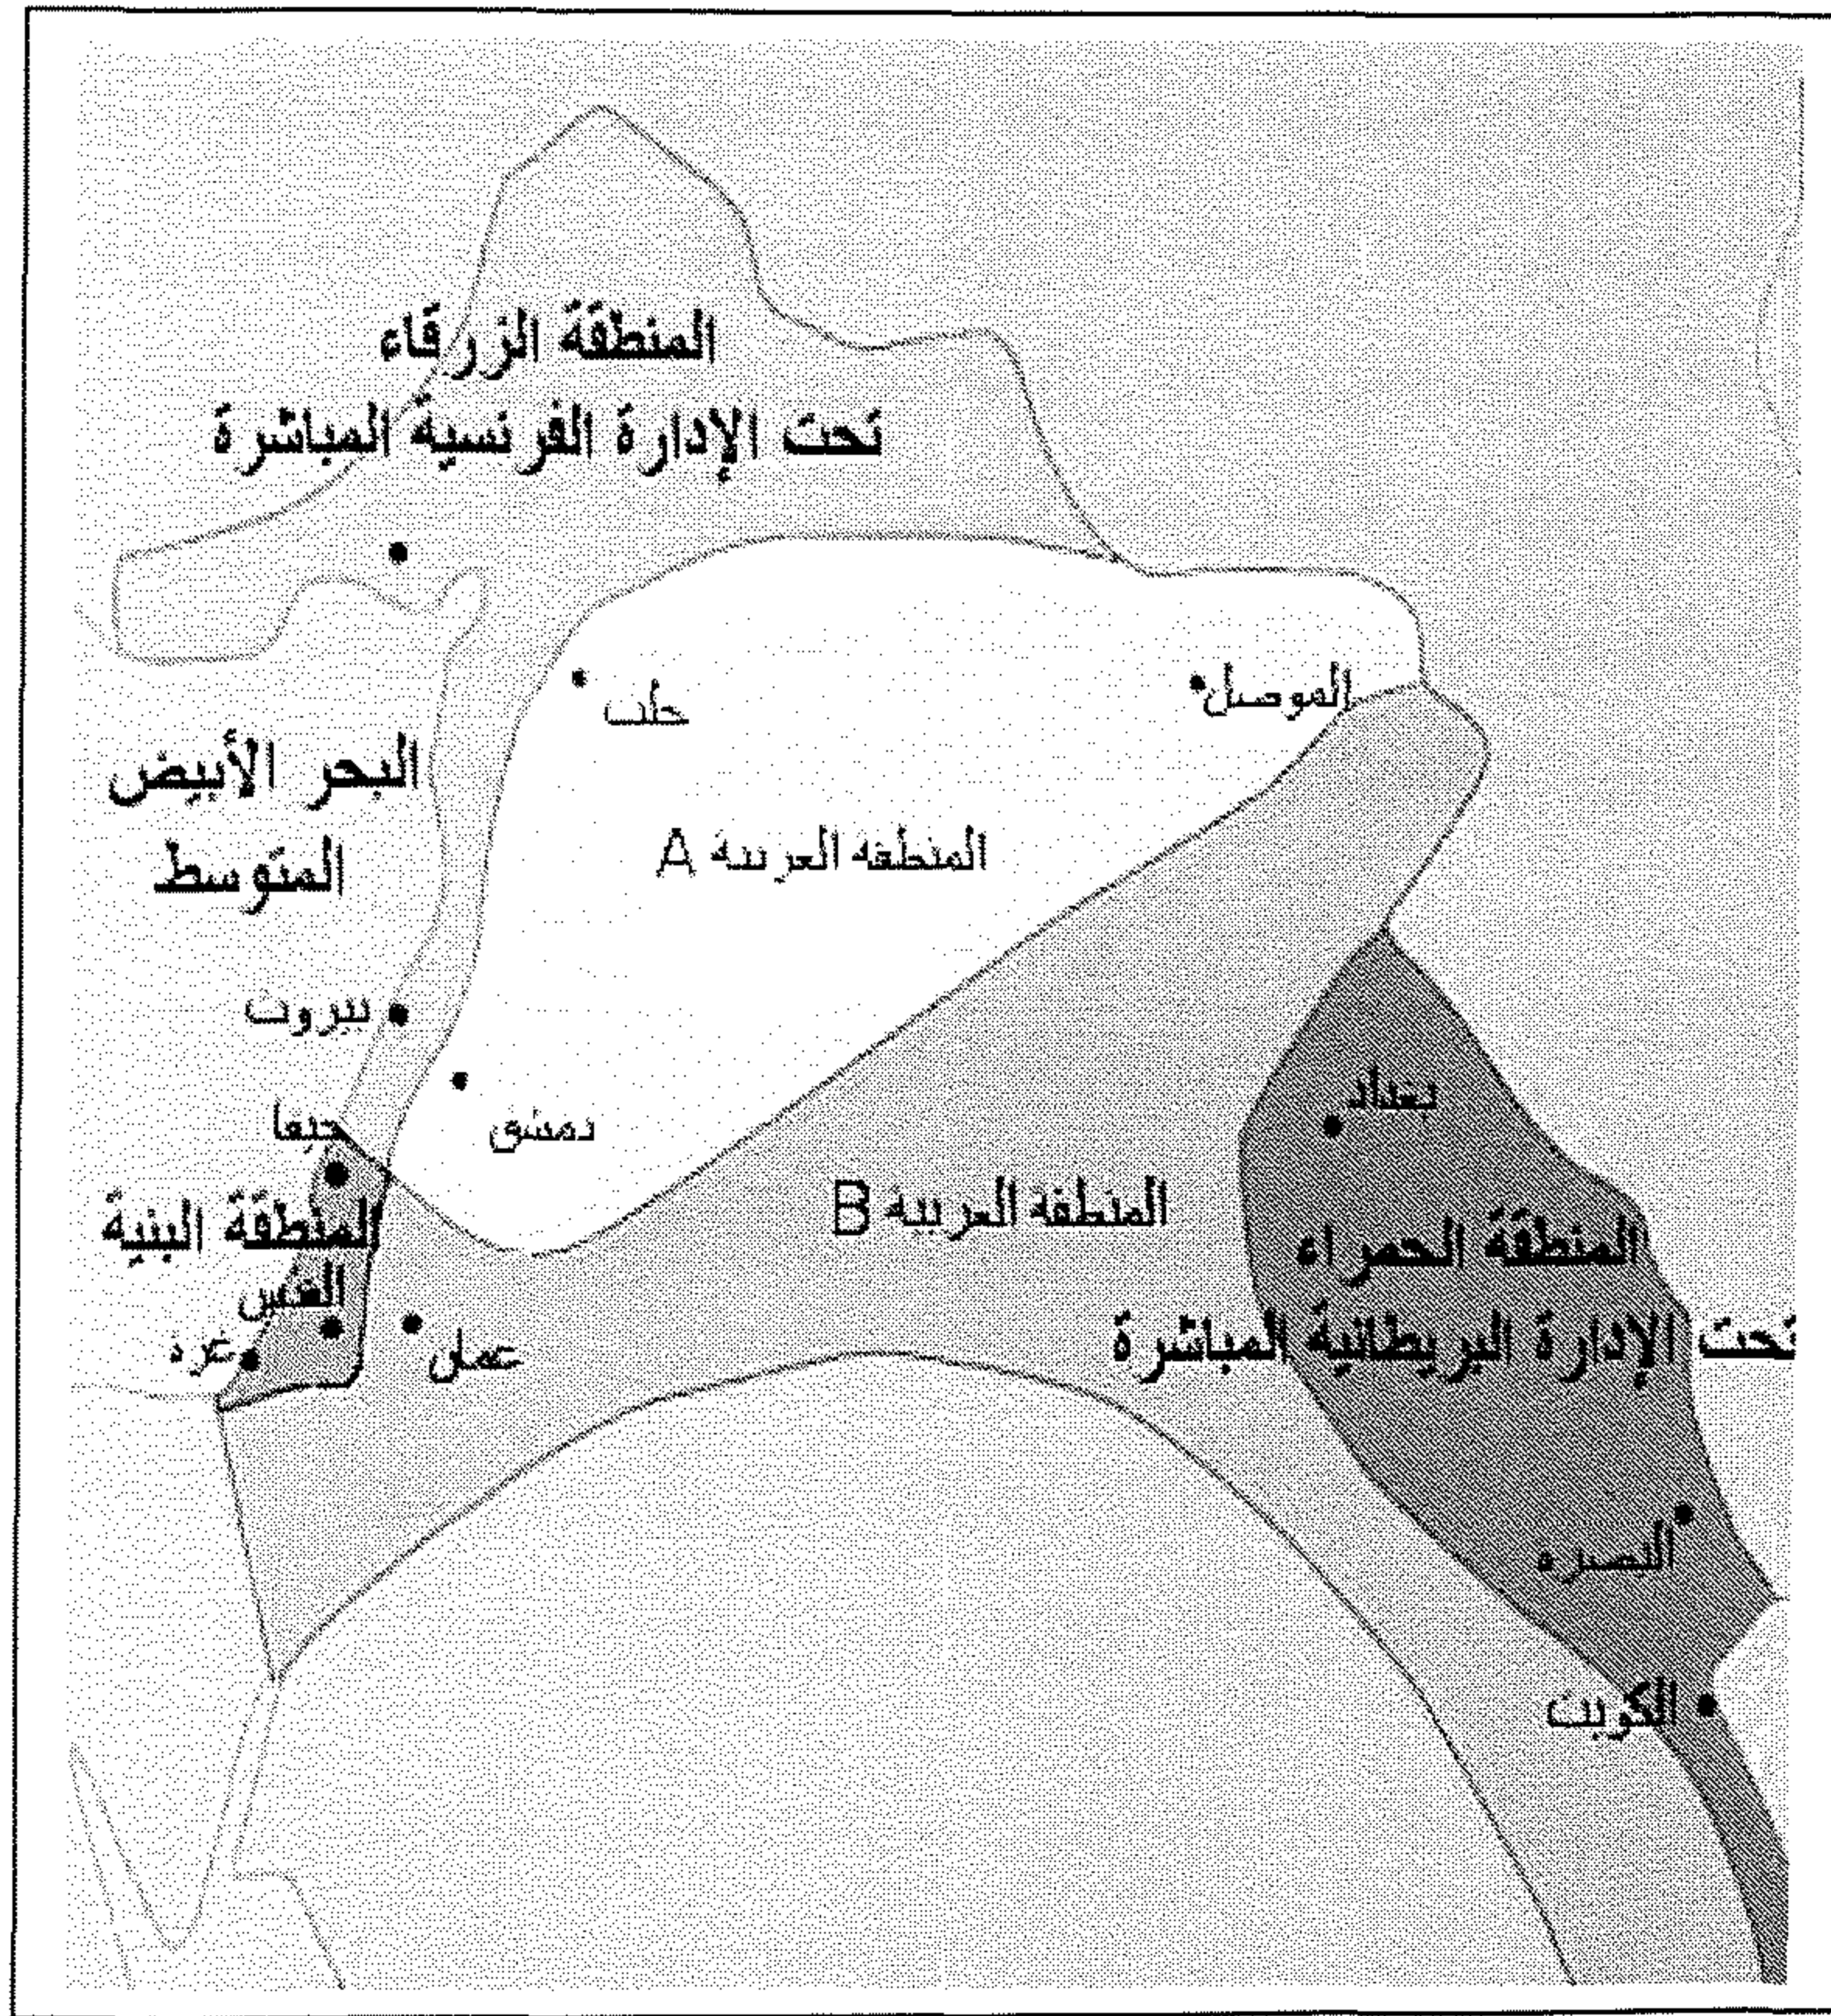 المنطقة الزرقاء
تحت الإدارة الفرنسية المباشرة
حلب
الموصل
البحر الأبيض
المتوسط
المنطقة العربية A
بيروت
دمشق
حيفا
بغداد
المنطقة العربية B
المنطقة البنية
المنطقة الحمراء
القدس
تحت الإدارة البريطانية المباشرة
غزة
عمان
البصرة
الكويت